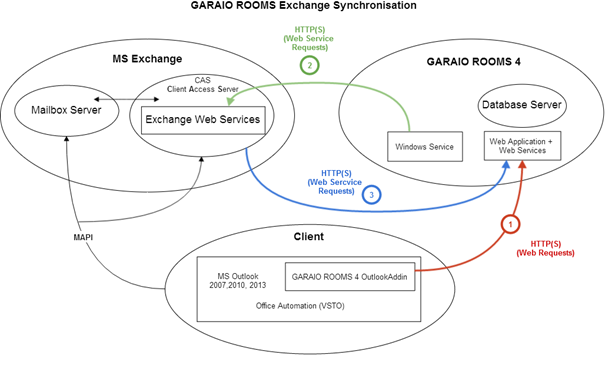 GARAIO ROOMS Exchange Synchronisation
HTTP(S)
(Web Service
Requests)
2
MS Exchange
GARAIO ROOMS 4
CAS
Client Access Server
Mailbox Server
Exchange Web Services
Database Server
Windows Service
Web Application +
Web Services
HTTP(S)
(Web Sercvice
Requests)
3
MAPI
1
HTTP(S)
(Web Requests)
Client
MS Outlook
2007,2010, 2013
GARAIO ROOMS 4 OutlookAddin
Office Automation (VSTO)